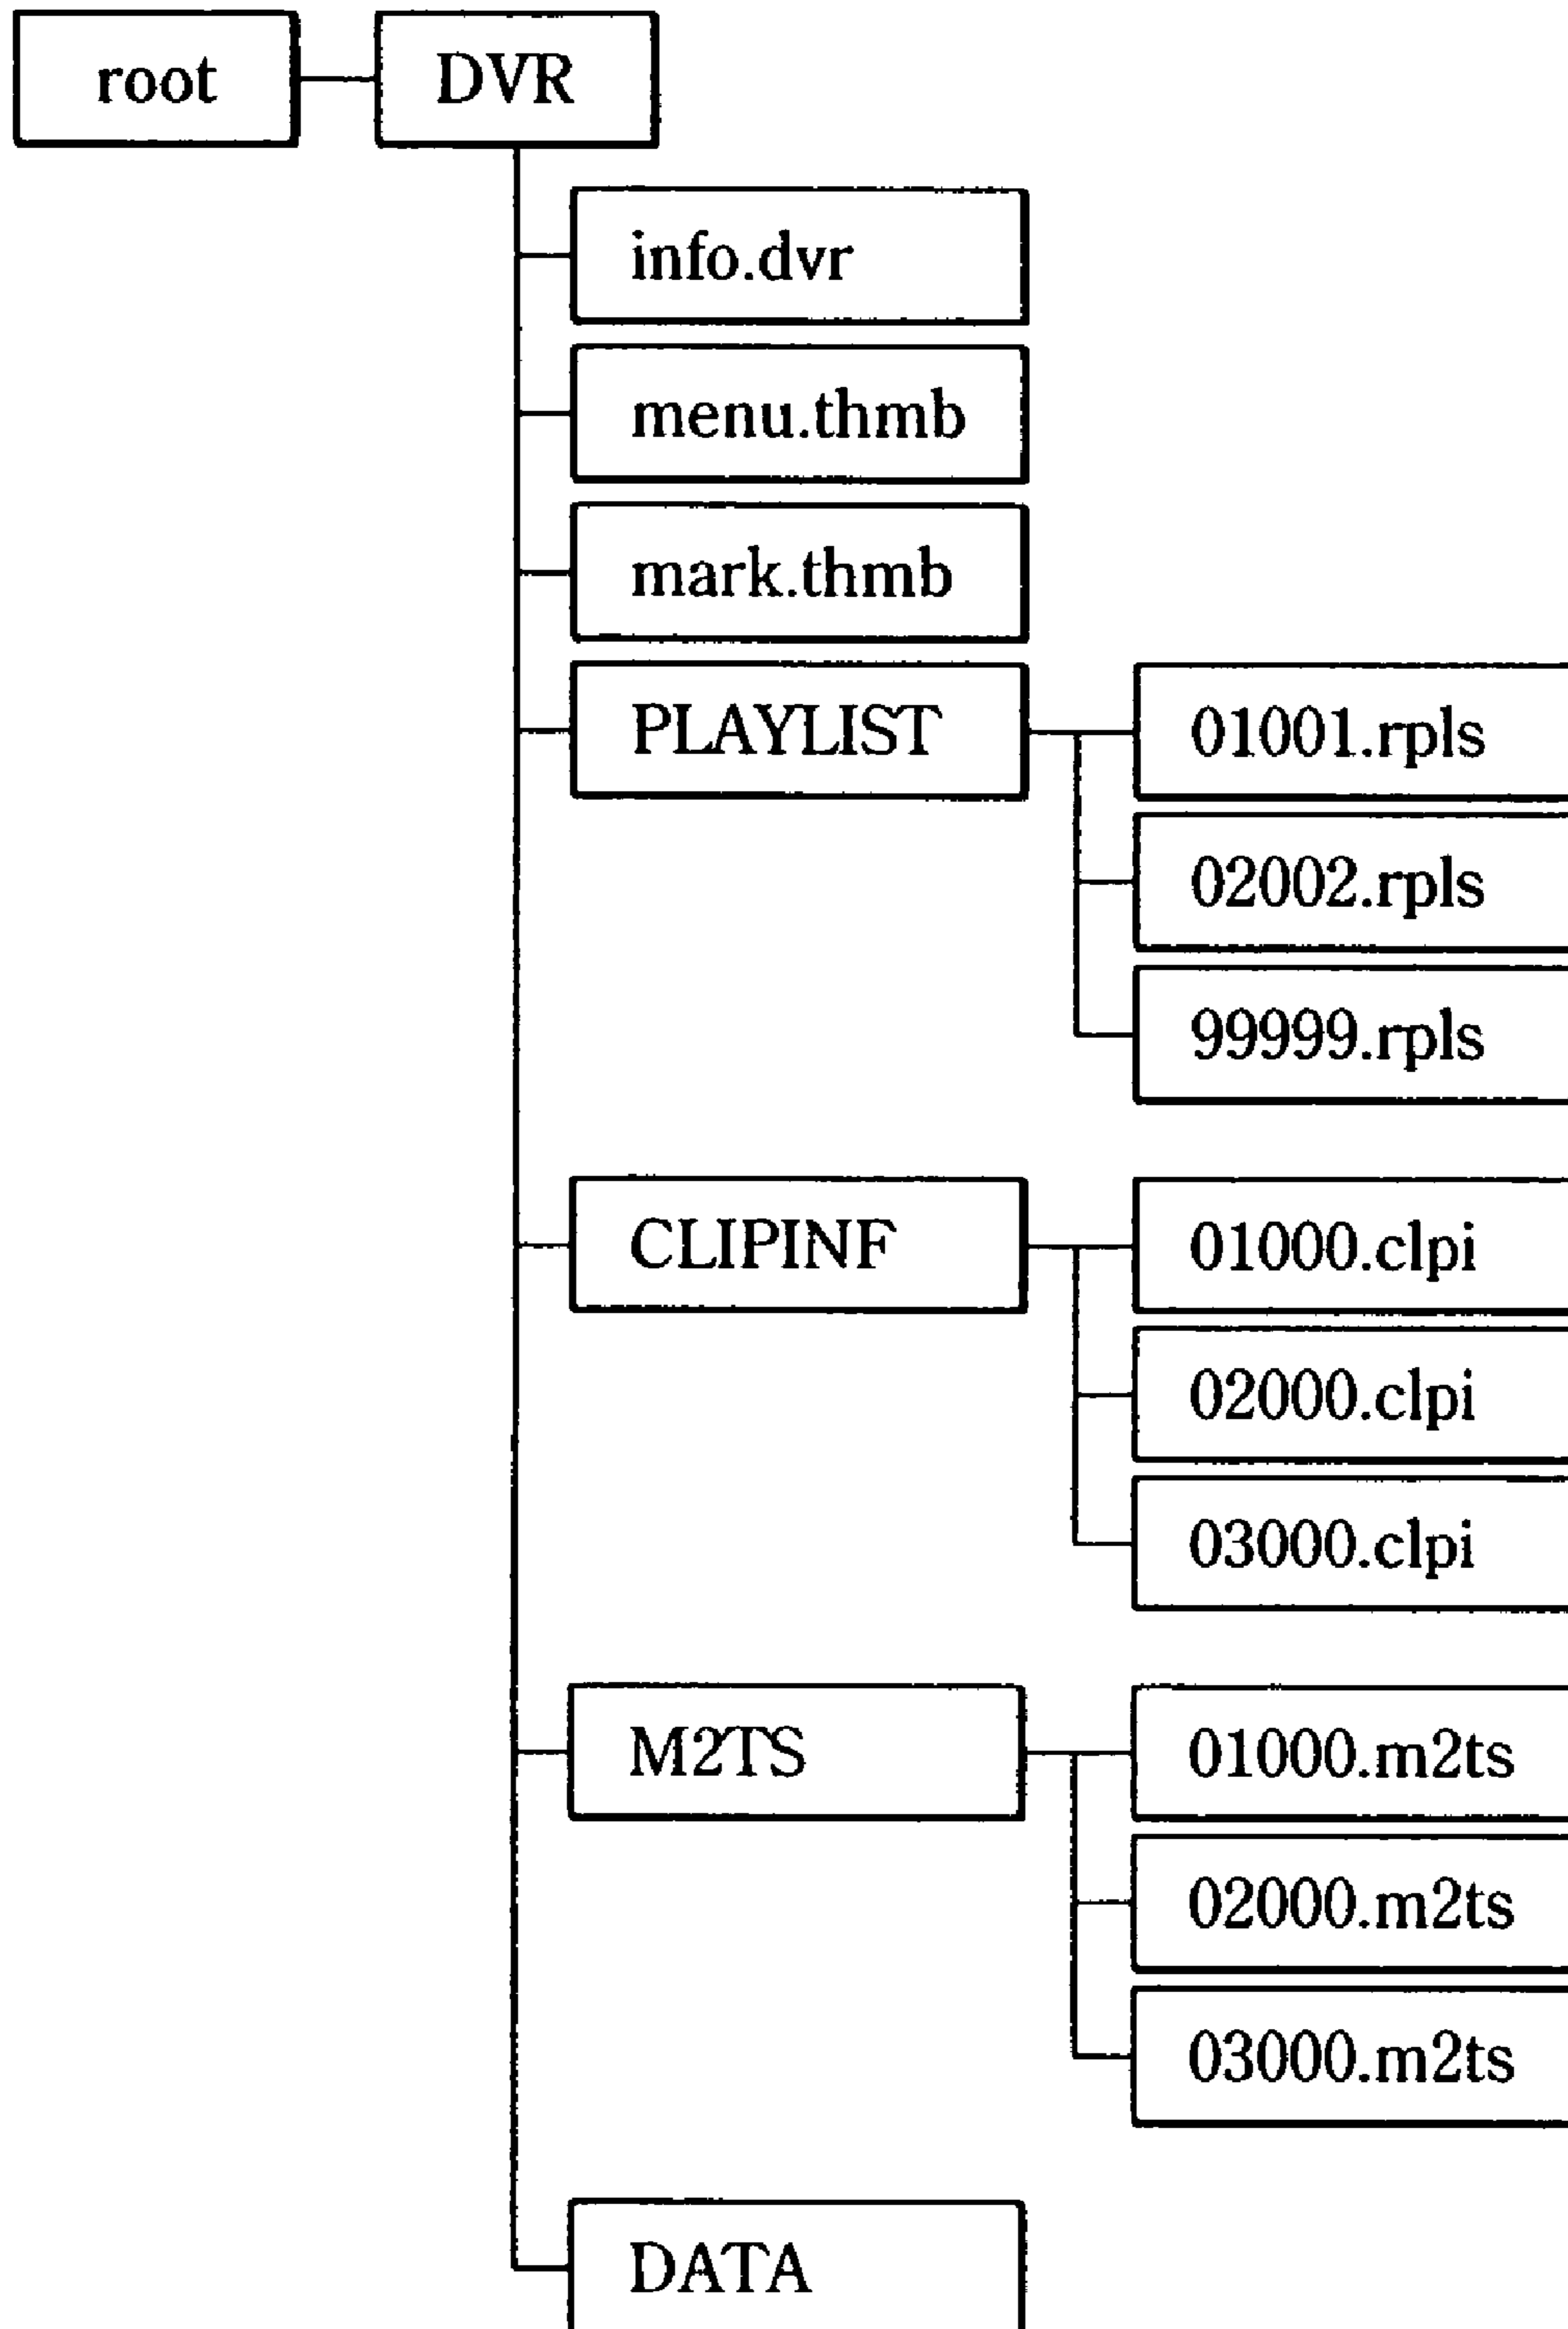 root
DVR
info.dvr
menu.thmb
mark.thmb
PLAYLIST
01001.rpls
02002.rpls
99999.rpls
CLIPINF
01000.clpi
02000.clpi
03000.clpi
M2TS
01000.m2ts
02000.m2ts
03000.m2ts
DATA